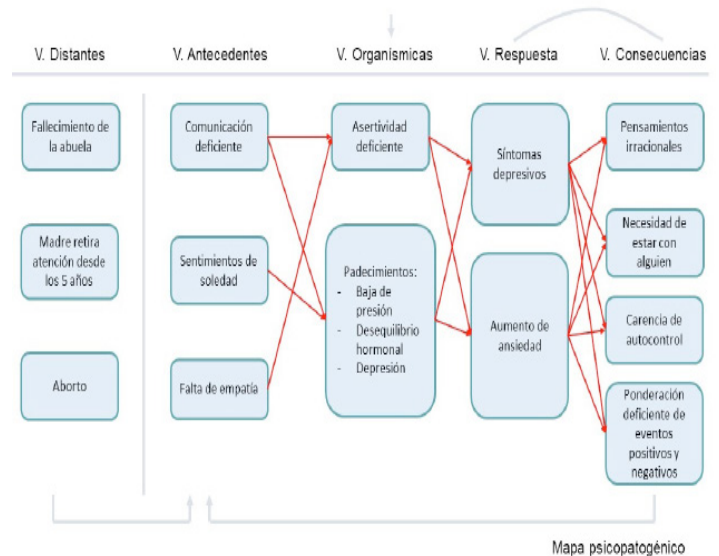 V. Distantes
V. Antecedentes
V. Organísmicas
V. Respuesta
V. Consecuencias
Fallecimiento de
la abuela
Madre retira
atención desde
los 5 años
Aborto
Comunicación
deficiente
Sentimientos de
soledad
Falta de empatía
Asertividad
deficiente
Padecimientos:
- Baja de
presión
- Desequilibrio
hormonal
- Depresión
Síntomas
depresivos
Aumento de
ansiedad
Pensamientos
irracionales
Necesidad de
estar con
alguien
Carencia de
autocontrol
Ponderación
deficiente de
eventos
positivos y
negativos
Mapa psicopatogénico